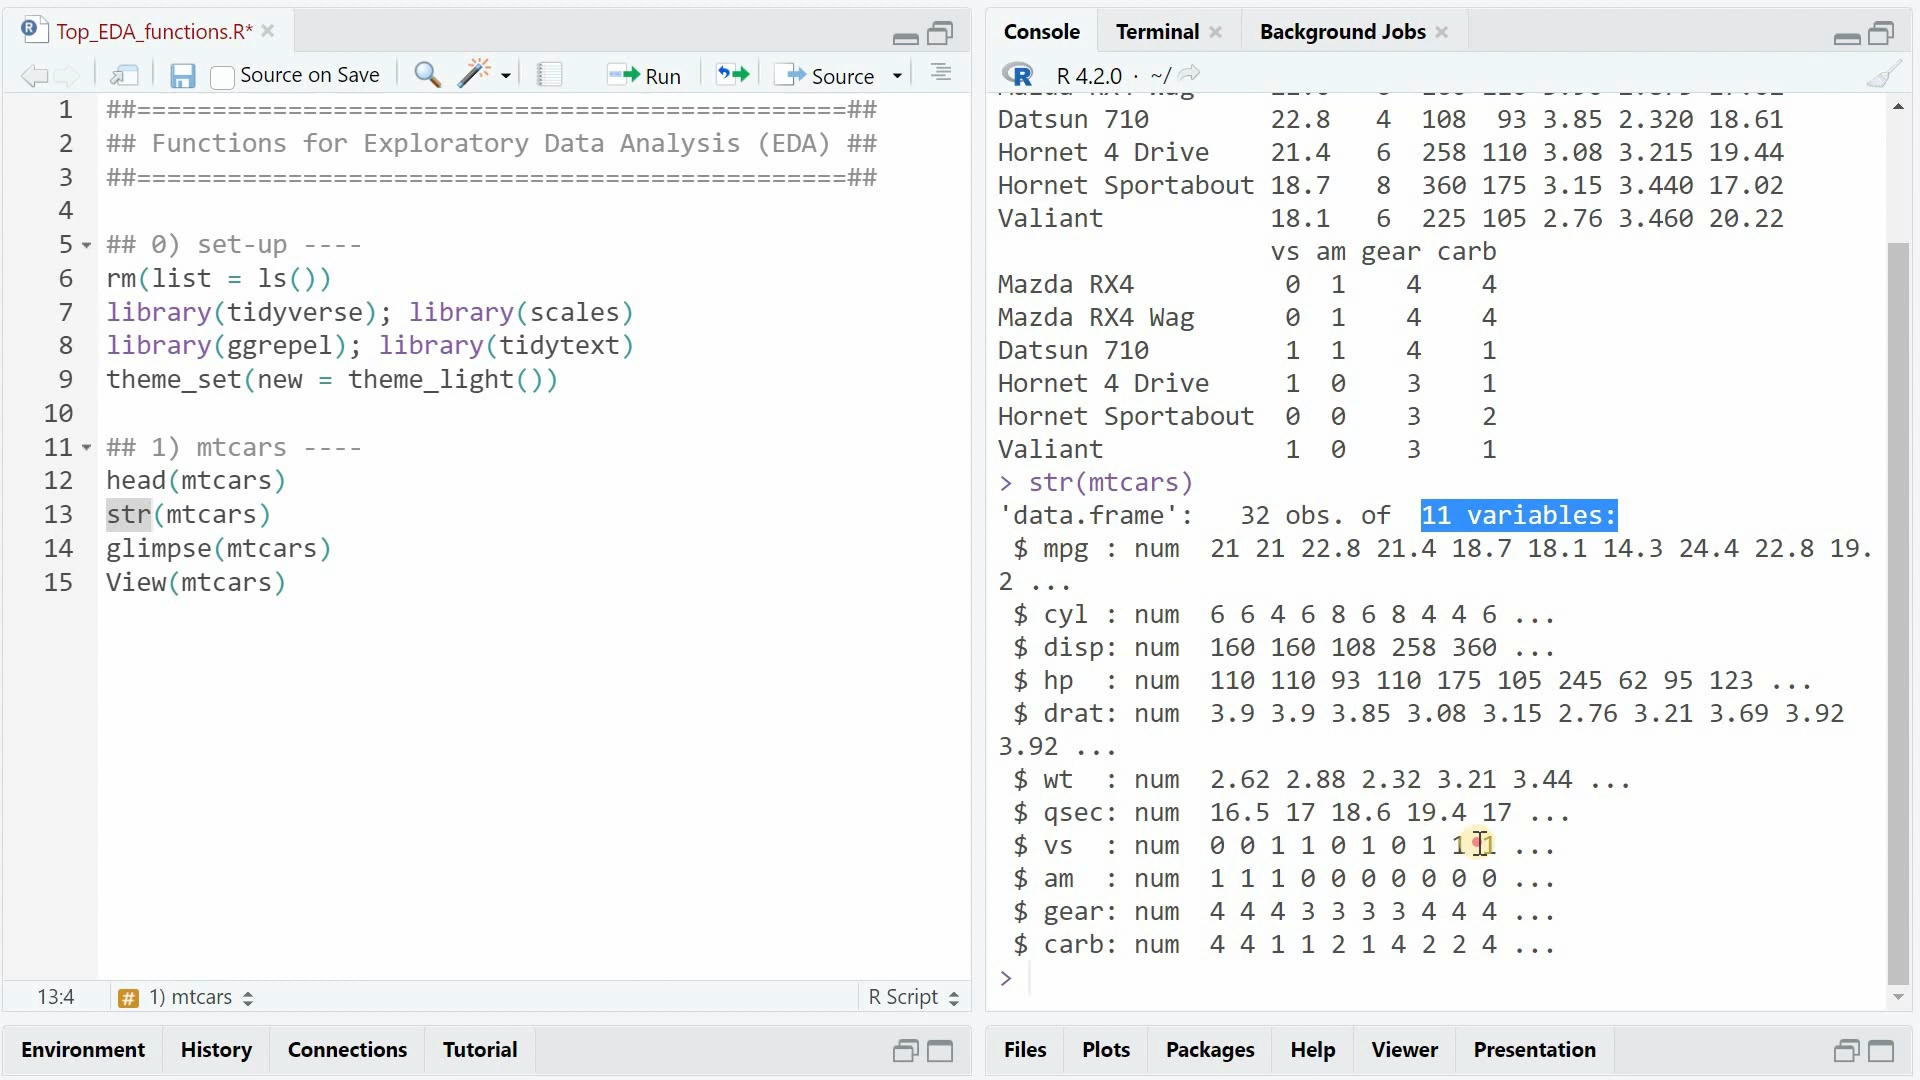 Top_EDA_functions.R*
Source on Save
Run
Source
1 ##===============================================##
2 ## Functions for Exploratory Data Analysis (EDA) ##
3 ##===============================================##
4
5 ## 0) set-up ----
6 rm(list = ls())
7 library(tidyverse); library(scales)
8 library(ggrepel); library(tidytext)
9 theme_set(new = theme_light())
10
11 ## 1) mtcars ----
12 head(mtcars)
13 str(mtcars)
14 glimpse(mtcars)
15 View(mtcars)
13:4 # 1) mtcars R Script
Environment History Connections Tutorial
Console Terminal Background Jobs
R 4.2.0 · ~/
Datsun 710 22.8 4 108 93 3.85 2.320 18.61
Hornet 4 Drive 21.4 6 258 110 3.08 3.215 19.44
Hornet Sportabout 18.7 8 360 175 3.15 3.440 17.02
Valiant 18.1 6 225 105 2.76 3.460 20.22
vs am gear carb
Mazda RX4 0 1 4 4
Mazda RX4 Wag 0 1 4 4
Datsun 710 1 1 4 1
Hornet 4 Drive 1 0 3 1
Hornet Sportabout 0 0 3 2
Valiant 1 0 3 1
> str(mtcars)
'data.frame': 32 obs. of 11 variables:
$ mpg : num 21 21 22.8 21.4 18.7 18.1 14.3 24.4 22.8 19.
2 ...
$ cyl : num 6 6 4 6 8 6 8 4 4 6 ...
$ disp: num 160 160 108 258 360 ...
$ hp : num 110 110 93 110 175 105 245 62 95 123 ...
$ drat: num 3.9 3.9 3.85 3.08 3.15 2.76 3.21 3.69 3.92
3.92 ...
$ wt : num 2.62 2.88 2.32 3.21 3.44 ...
$ qsec: num 16.5 17 18.6 19.4 17 ...
$ vs : num 0 0 1 1 0 1 0 1 1 1 ...
$ am : num 1 1 1 0 0 0 0 0 0 0 ...
$ gear: num 4 4 4 3 3 3 3 4 4 4 ...
$ carb: num 4 4 1 1 2 1 4 2 2 4 ...
>
Files Plots Packages Help Viewer Presentation